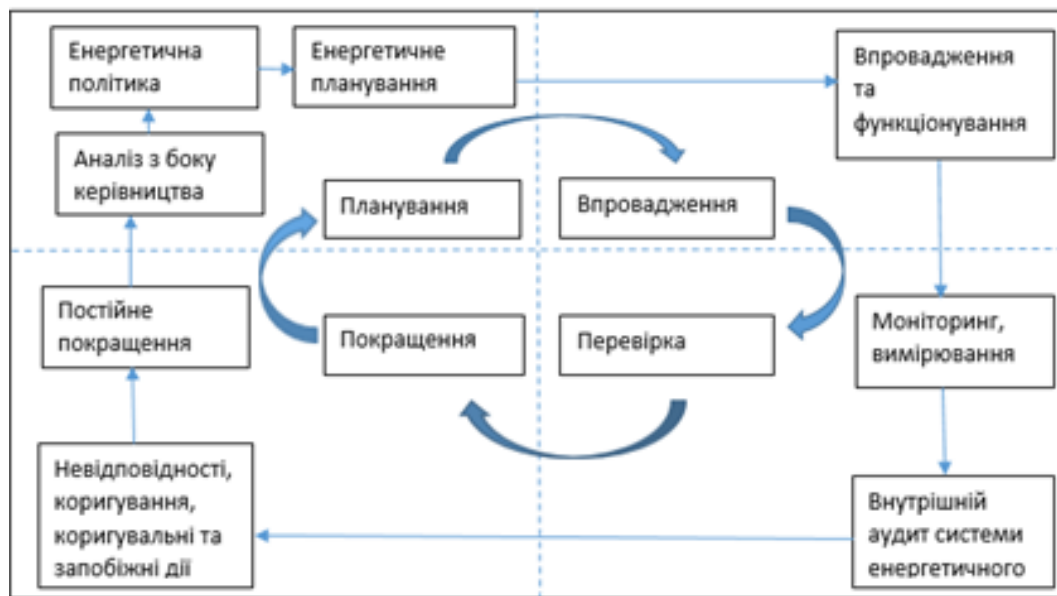 Енергетична
політика
Енергетичне
планування
Впровадження
та
функціонування
Аналіз з боку
керівництва
Планування
Впровадження
Постійне
покращення
Покращення
Перевірка
Моніторинг,
вимірювання
Невідповідності,
коригування,
коригувальні та
запобіжні дії
Внутрішній
аудит системи
енергетичного